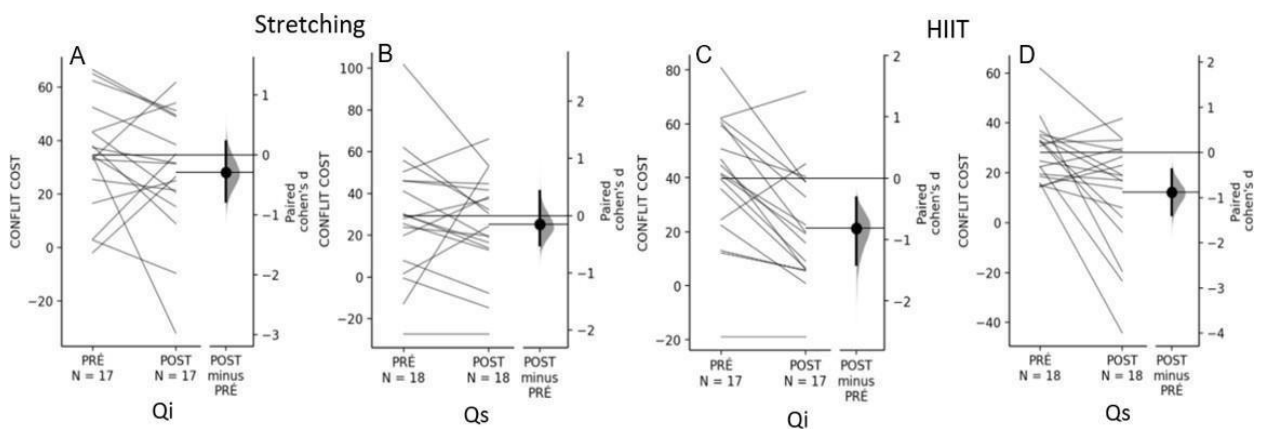 Stretching
HIIT
A
CONFLIT COST
60
40
20
0
−20
1
0
−1
−2
−3
Paired
cohen's d
PRÉ
N = 17
POST
N = 17
POST
minus
PRÉ
Qi
B
CONFLIT COST
100
80
60
40
20
0
−20
2
1
0
−1
−2
Paired
cohen's d
PRÉ
N = 18
POST
N = 18
POST
minus
PRÉ
Qs
C
CONFLIT COST
80
60
40
20
0
−20
2
1
0
−1
−2
Paired
cohen's d
PRÉ
N = 17
POST
N = 17
POST
minus
PRÉ
Qi
D
CONFLIT COST
60
40
20
0
−20
−40
2
1
0
−1
−2
−3
−4
Paired
cohen's d
PRÉ
N = 18
POST
N = 18
POST
minus
PRÉ
Qs